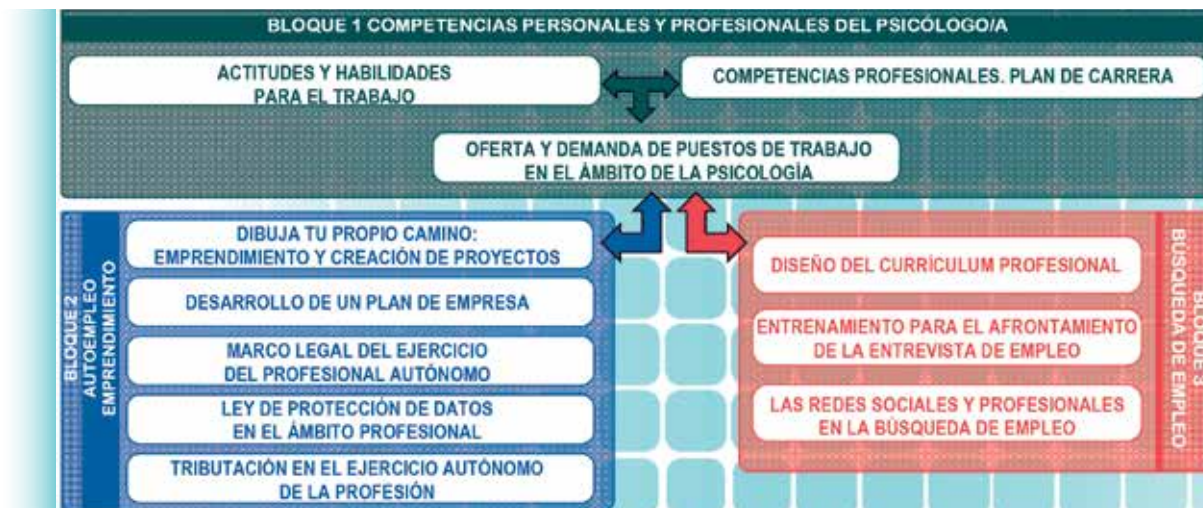 BLOQUE 1 COMPETENCIAS PERSONALES Y PROFESIONALES DEL PSICÓLOGO/A
ACTITUDES Y HABILIDADES
PARA EL TRABAJO
COMPETENCIAS PROFESIONALES. PLAN DE CARRERA
OFERTA Y DEMANDA DE PUESTOS DE TRABAJO
EN EL ÁMBITO DE LA PSICOLOGÍA
BLOQUE 2
AUTOEMPLEO
EMPRENDIMIENTO
DIBUJA TU PROPIO CAMINO:
EMPRENDIMIENTO Y CREACIÓN DE PROYECTOS
DESARROLLO DE UN PLAN DE EMPRESA
MARCO LEGAL DEL EJERCICIO
DEL PROFESIONAL AUTÓNOMO
LEY DE PROTECCIÓN DE DATOS
EN EL ÁMBITO PROFESIONAL
TRIBUTACIÓN EN EL EJERCICIO AUTÓNOMO
DE LA PROFESIÓN
DISEÑO DEL CURRÍCULUM PROFESIONAL
ENTRENAMIENTO PARA EL AFRONTAMIENTO
DE LA ENTREVISTA DE EMPLEO
LAS REDES SOCIALES Y PROFESIONALES
EN LA BÚSQUEDA DE EMPLEO
BÚSQUEDA DE EMPLEO